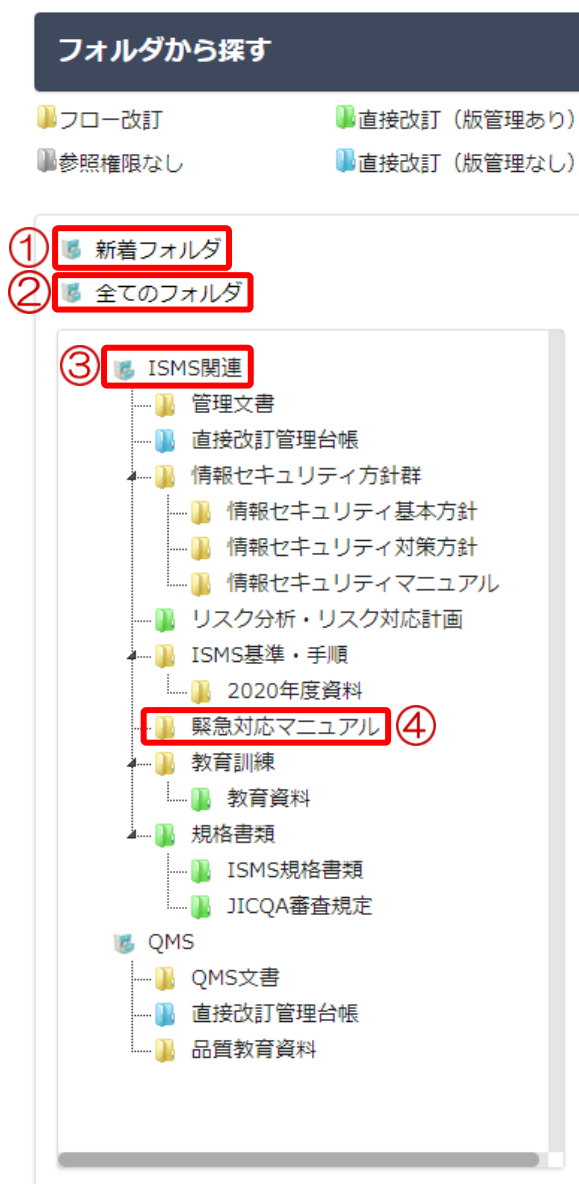 フォルダから探す
フロー改訂 直接改訂（版管理あり）
参照権限なし 直接改訂（版管理なし）
① 新着フォルダ
② 全てのフォルダ
③ ISMS関連
管理文書
直接改訂管理台帳
情報セキュリティ方針群
情報セキュリティ基本方針
情報セキュリティ対策方針
情報セキュリティマニュアル
リスク分析・リスク対応計画
ISMS基準・手順
2020年度資料
緊急対応マニュアル ④
教育訓練
教育資料
規格書類
ISMS規格書類
JICQA審査規定
QMS
QMS文書
直接改訂管理台帳
品質教育資料